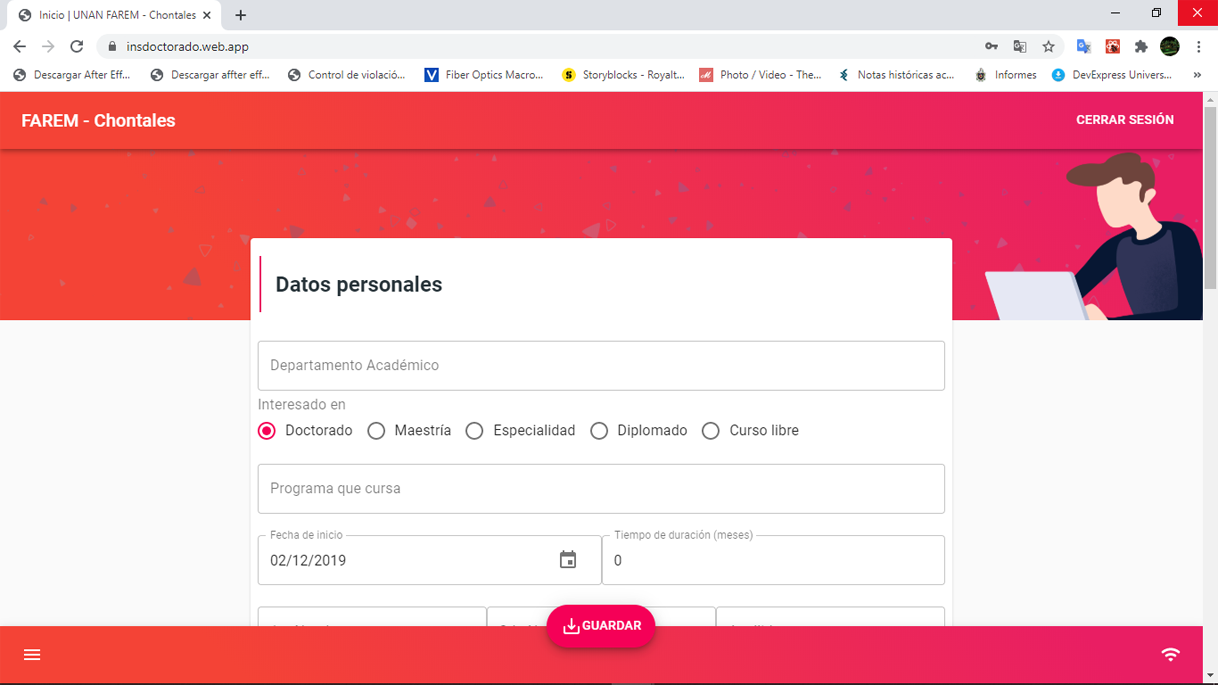 Inicio | UNAN FAREM - Chontales
insdoctorado.web.app
Descargar After Eff...
Descargar affter eff...
Control de violació...
Fiber Optics Macro...
Storyblocks - Royalt...
Photo / Video - The...
Notas históricas ac...
Informes
DevExpress Univers...
FAREM - Chontales
CERRAR SESIÓN
Datos personales
Departamento Académico
Interesado en
Doctorado Maestría Especialidad Diplomado Curso libre
Programa que cursa
Fecha de inicio
02/12/2019
Tiempo de duración (meses)
0
GUARDAR